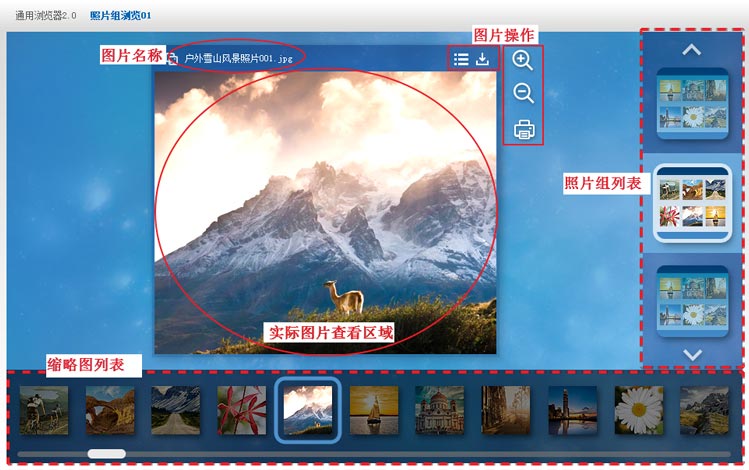 通用浏览器2.0 照片组浏览01
图片操作
图片名称
户外雪山风景照片001.jpg
照片组列表
实际图片查看区域
缩略图列表